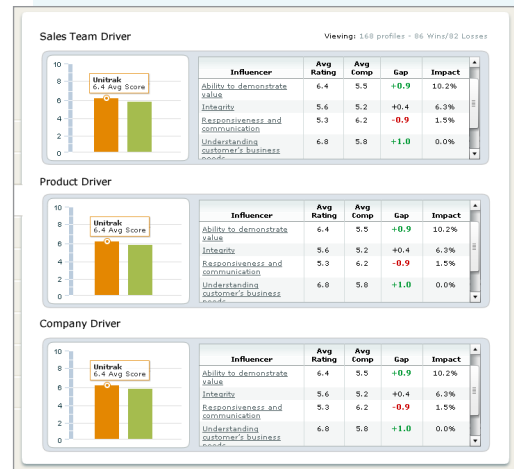 Sales Team Driver
Viewing: 168 profiles - 86 Wins/82 Losses
10
8
6
4
2
0
Unitrak
6.4 Avg Score
Influencer Avg Rating Avg Comp Gap Impact
Ability to demonstrate value 6.4 5.5 +0.9 10.2%
Integrity 5.6 5.2 +0.4 6.3%
Responsiveness and communication 5.3 6.2 -0.9 1.5%
Understanding customer's business needs 6.8 5.8 +1.0 0.0%
Product Driver
10
8
6
4
2
0
Unitrak
6.4 Avg Score
Influencer Avg Rating Avg Comp Gap Impact
Ability to demonstrate value 6.4 5.5 +0.9 10.2%
Integrity 5.6 5.2 +0.4 6.3%
Responsiveness and communication 5.3 6.2 -0.9 1.5%
Understanding customer's business needs 6.8 5.8 +1.0 0.0%
Company Driver
10
8
6
4
2
0
Unitrak
6.4 Avg Score
Influencer Avg Rating Avg Comp Gap Impact
Ability to demonstrate value 6.4 5.5 +0.9 10.2%
Integrity 5.6 5.2 +0.4 6.3%
Responsiveness and communication 5.3 6.2 -0.9 1.5%
Understanding customer's business needs 6.8 5.8 +1.0 0.0%